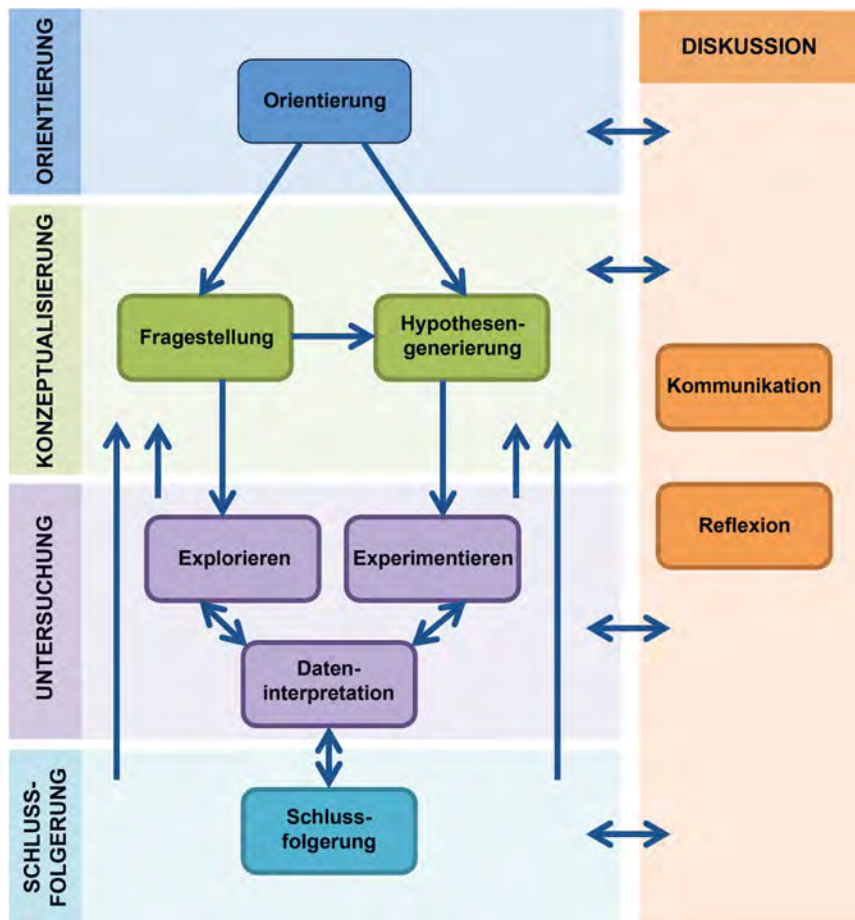 ORIENTIERUNG
Orientierung
KONZEPTUALISIERUNG
Fragestellung
Hypothesen-
generierung
UNTERSUCHUNG
Explorieren
Experimentieren
Daten-
interpretation
SCHLUSS-
FOLGERUNG
Schluss-
folgerung
DISKUSSION
Kommunikation
Reflexion